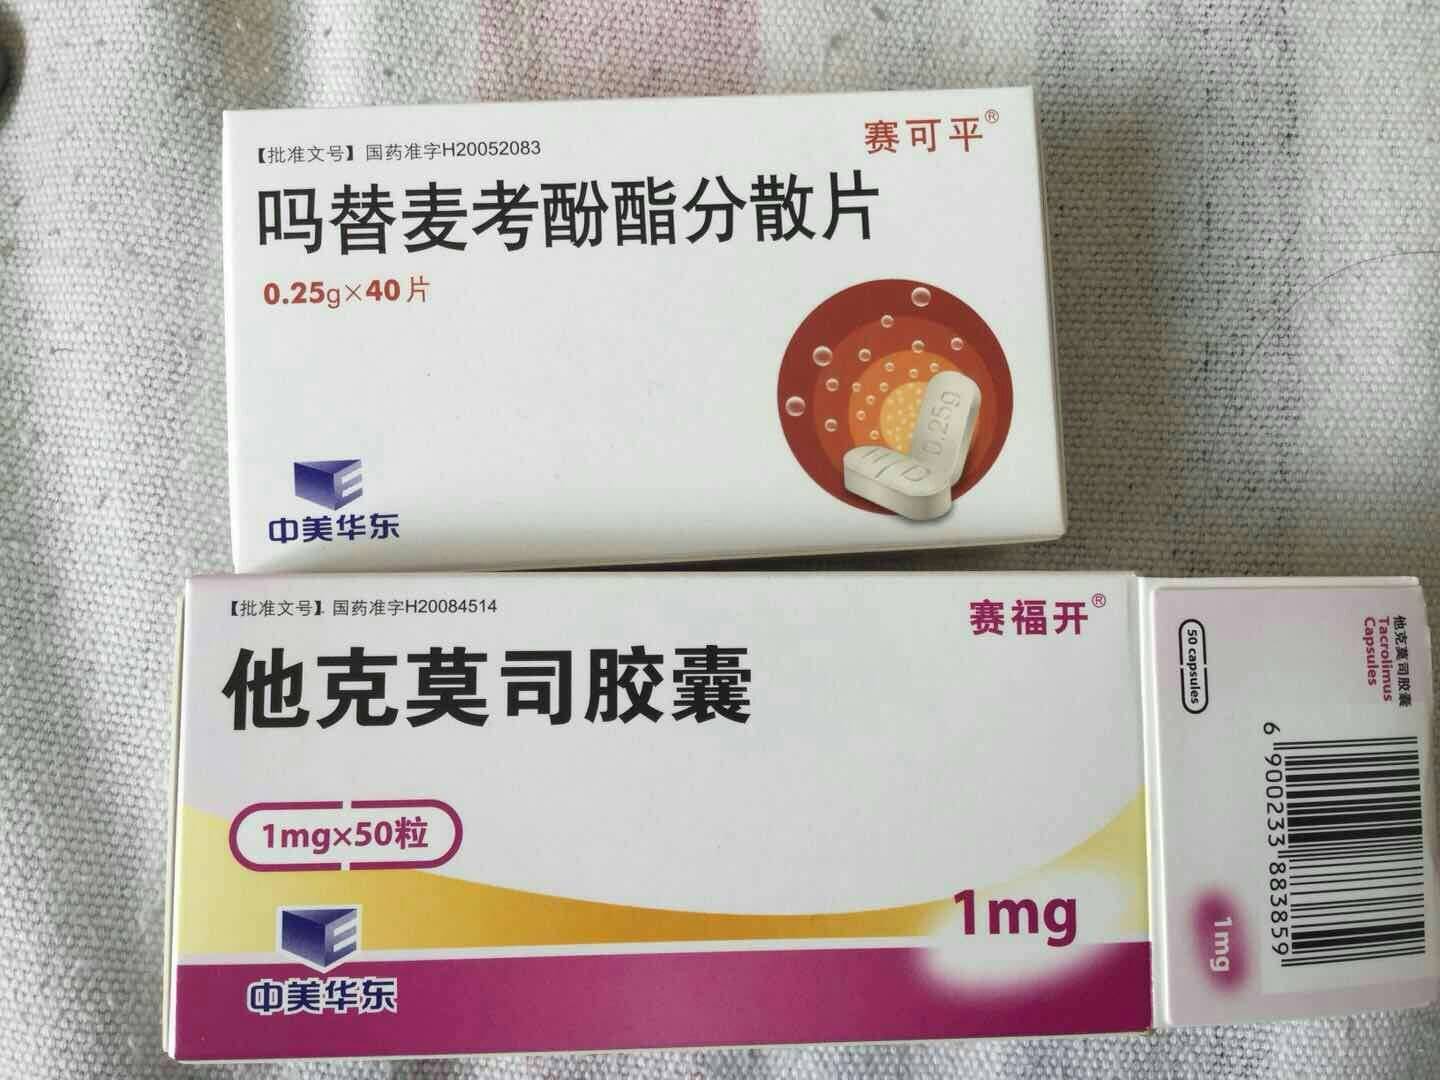 【批准文号】国药准字H20052083
赛可平®
吗替麦考酚酯分散片
0.25g×40片
0.25g
中美华东
【批准文号】国药准字H20084514
赛福开®
他克莫司胶囊
1mg×50粒
1mg
中美华东
他克莫司胶囊
Tacrolimus
Capsules
50 capsules
6 900233 883859
1mg